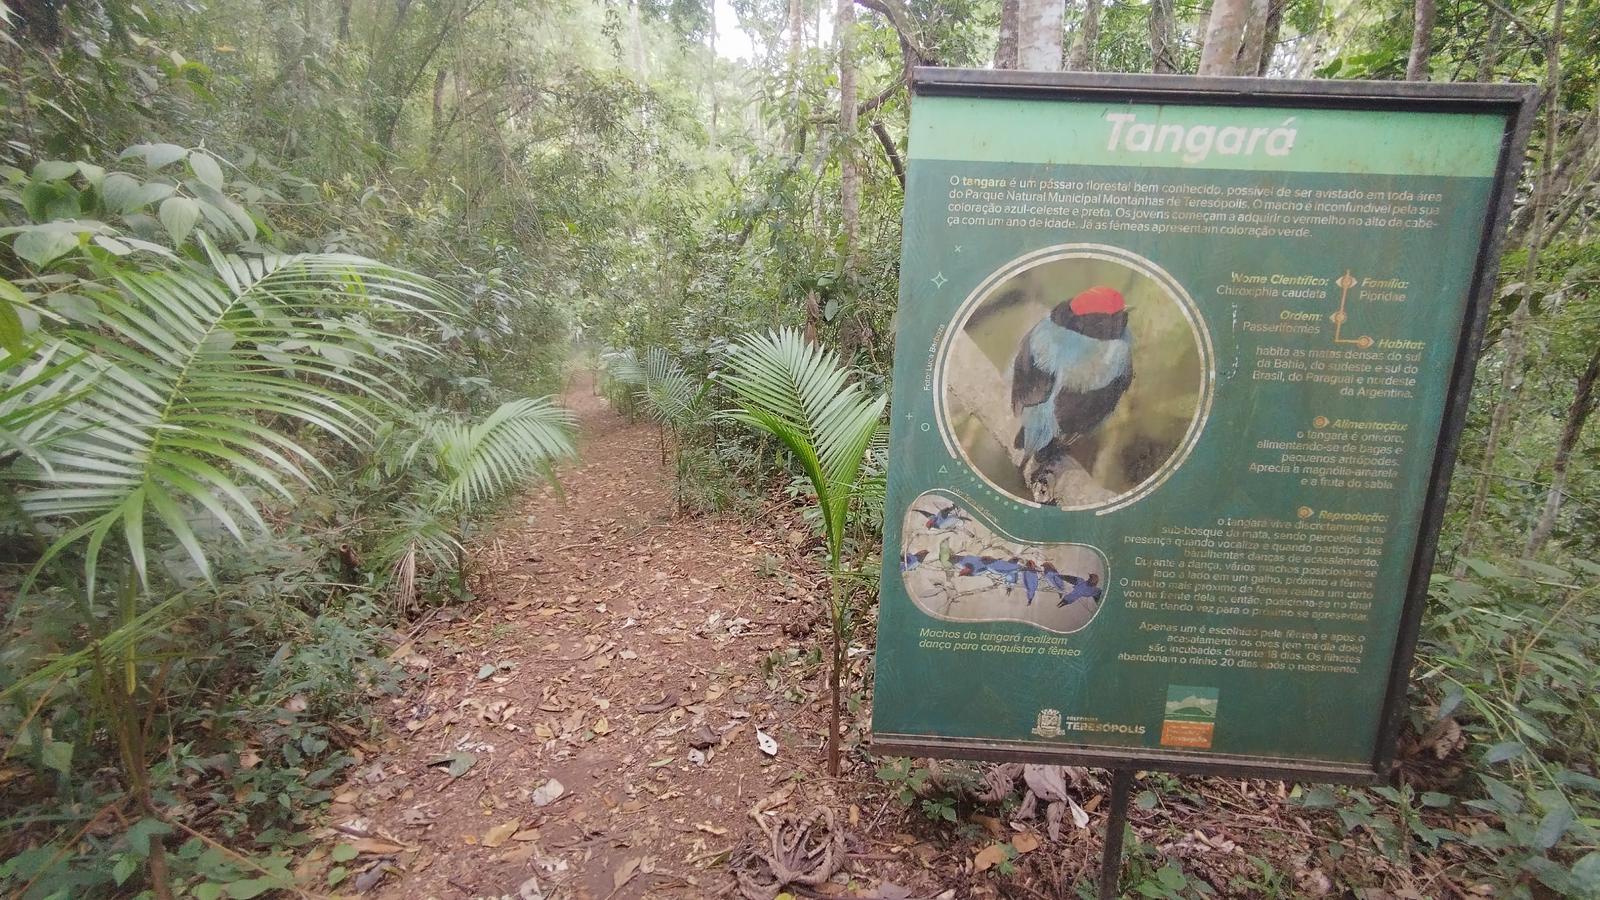 Tangará
O tangara é um pássaro florestal bem conhecido, possível de ser avistado em toda área
do Parque Natural Municipal Montanhas de Teresópolis. O macho é inconfundível pela sua
coloração azul-celeste e preta. Os jovens começam a adquirir o vermelho no alto da cabe-
ça com um ano de idade. Já as fêmeas apresentam coloração verde.
Nome Científico:
Chiroxiphia caudata
Família:
Pipridae
Ordem:
Passeriformes
Habitat:
habita as matas densas do sul
da Bahia, do sudeste e sul do
Brasil, do Paraguai e nordeste
da Argentina.
Alimentação:
o tangará é onívoro,
alimentando-se de bagas e
pequenos artrópodes.
Aprecia a magnólia-amarela
e a fruta do sabiá.
Reprodução:
o tangará vive discretamente no
sub-bosque da mata, sendo percebida sua
presença quando vocaliza e quando participa das
barulhentas danças de acasalamento.
Durante a dança, vários machos posicionam-se
lado a lado em um galho, próximo a fêmea.
O macho mais próximo da fêmea realiza um curto
voo na frente dela e, então, posiciona-se no final
da fila, dando vez para o próximo se apresentar.
Apenas um é escolhido pela fêmea e após o
acasalamento os ovos (em média dois)
são incubados durante 18 dias. Os filhotes
abandonam o ninho 20 dias após o nascimento.
Foto: Luca
Foto:
Machos do tangará realizam
dança para conquistar a fêmea
PREFEITURA
TERESÓPOLIS